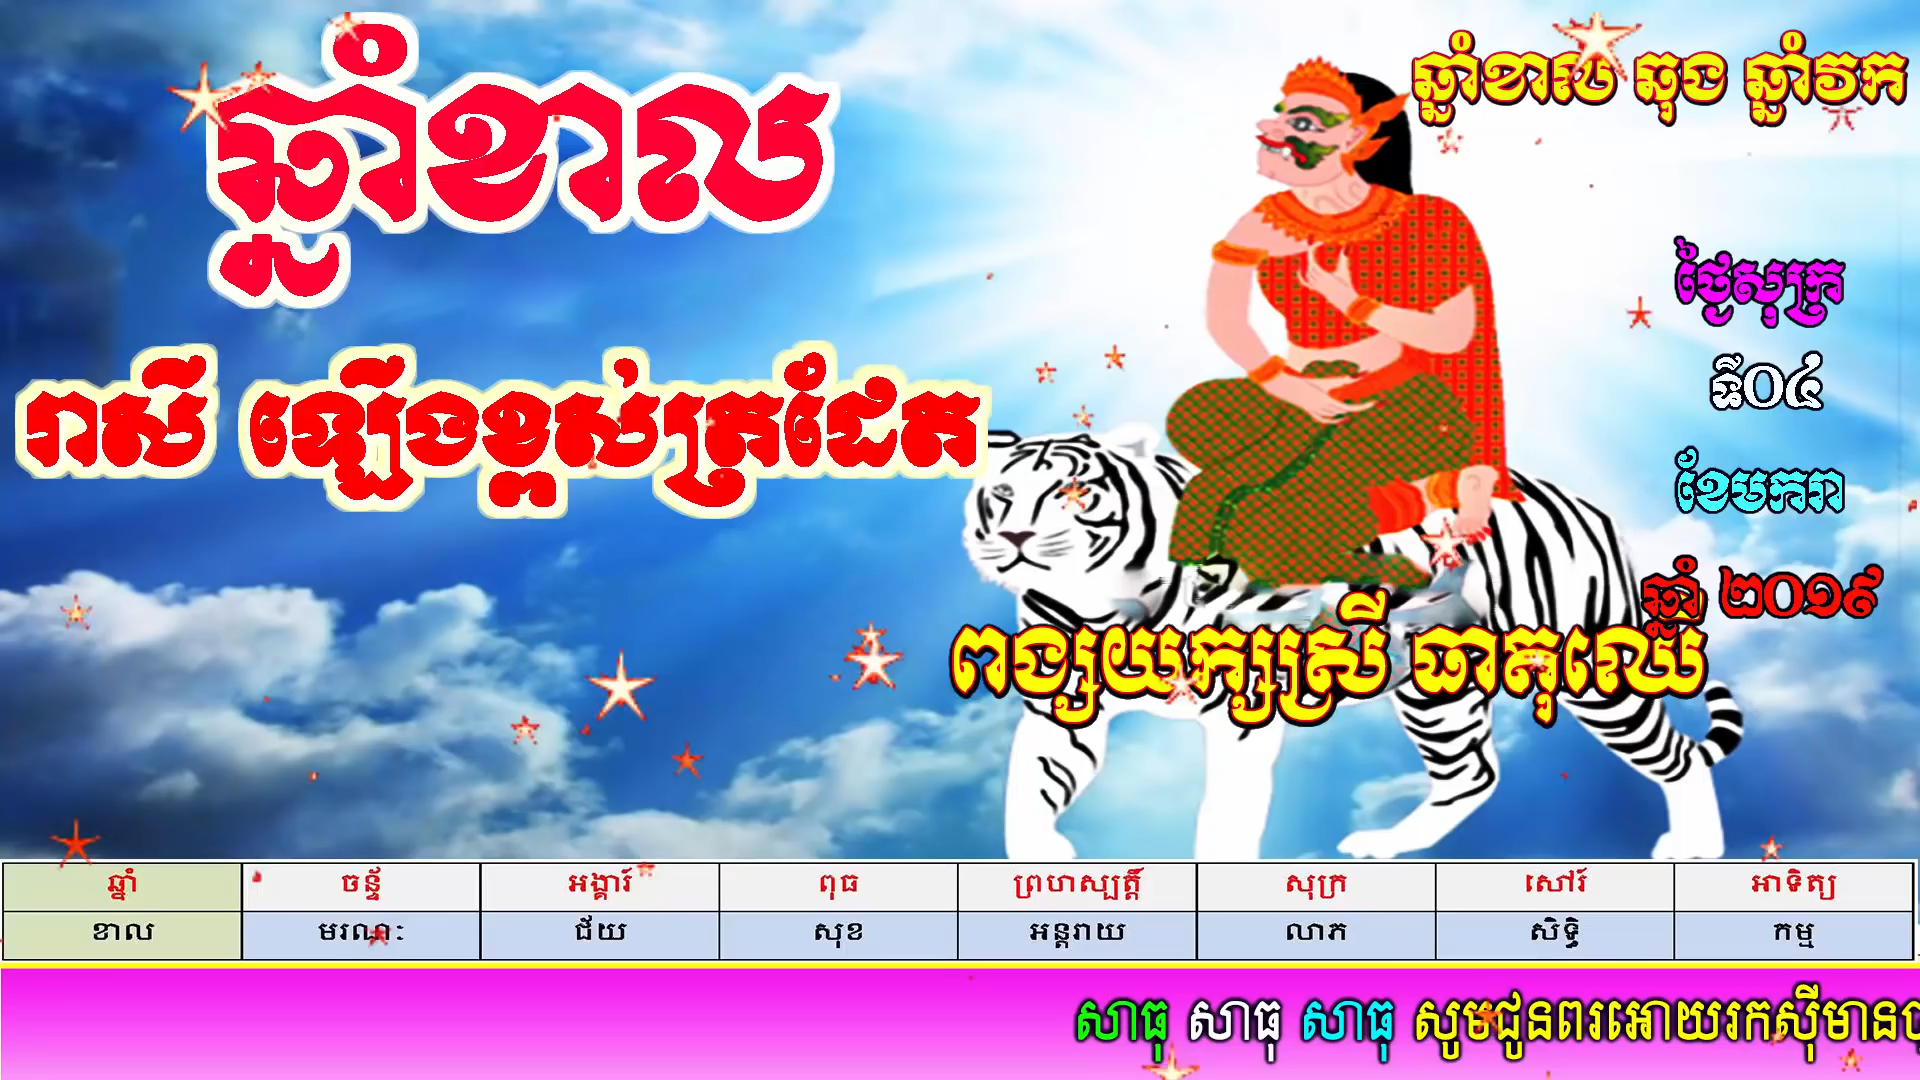 ឆ្នាំខាល ឆុង ឆ្នាំវក
ឆ្នាំខាល
ថ្ងៃសុក្រ
ទី០៤
រាសី ឡើងខ្ពស់ត្រដែត
ខែមករា
ឆ្នាំ ២០១៩
ពង្សយក្សស្រី ធាតុឈើ
ឆ្នាំ ចន្ទ័ អង្គារ៍ ពុធ ព្រហស្បត្តិ៍ សុក្រ សៅរ៍ អាទិត្យ
ខាល មរណៈ ជ័យ សុខ អន្តរាយ លាភ សិទ្ធិ កម្ម
សាធុ សាធុ សាធុ សូមជូនពរអោយរកស៊ីមាន